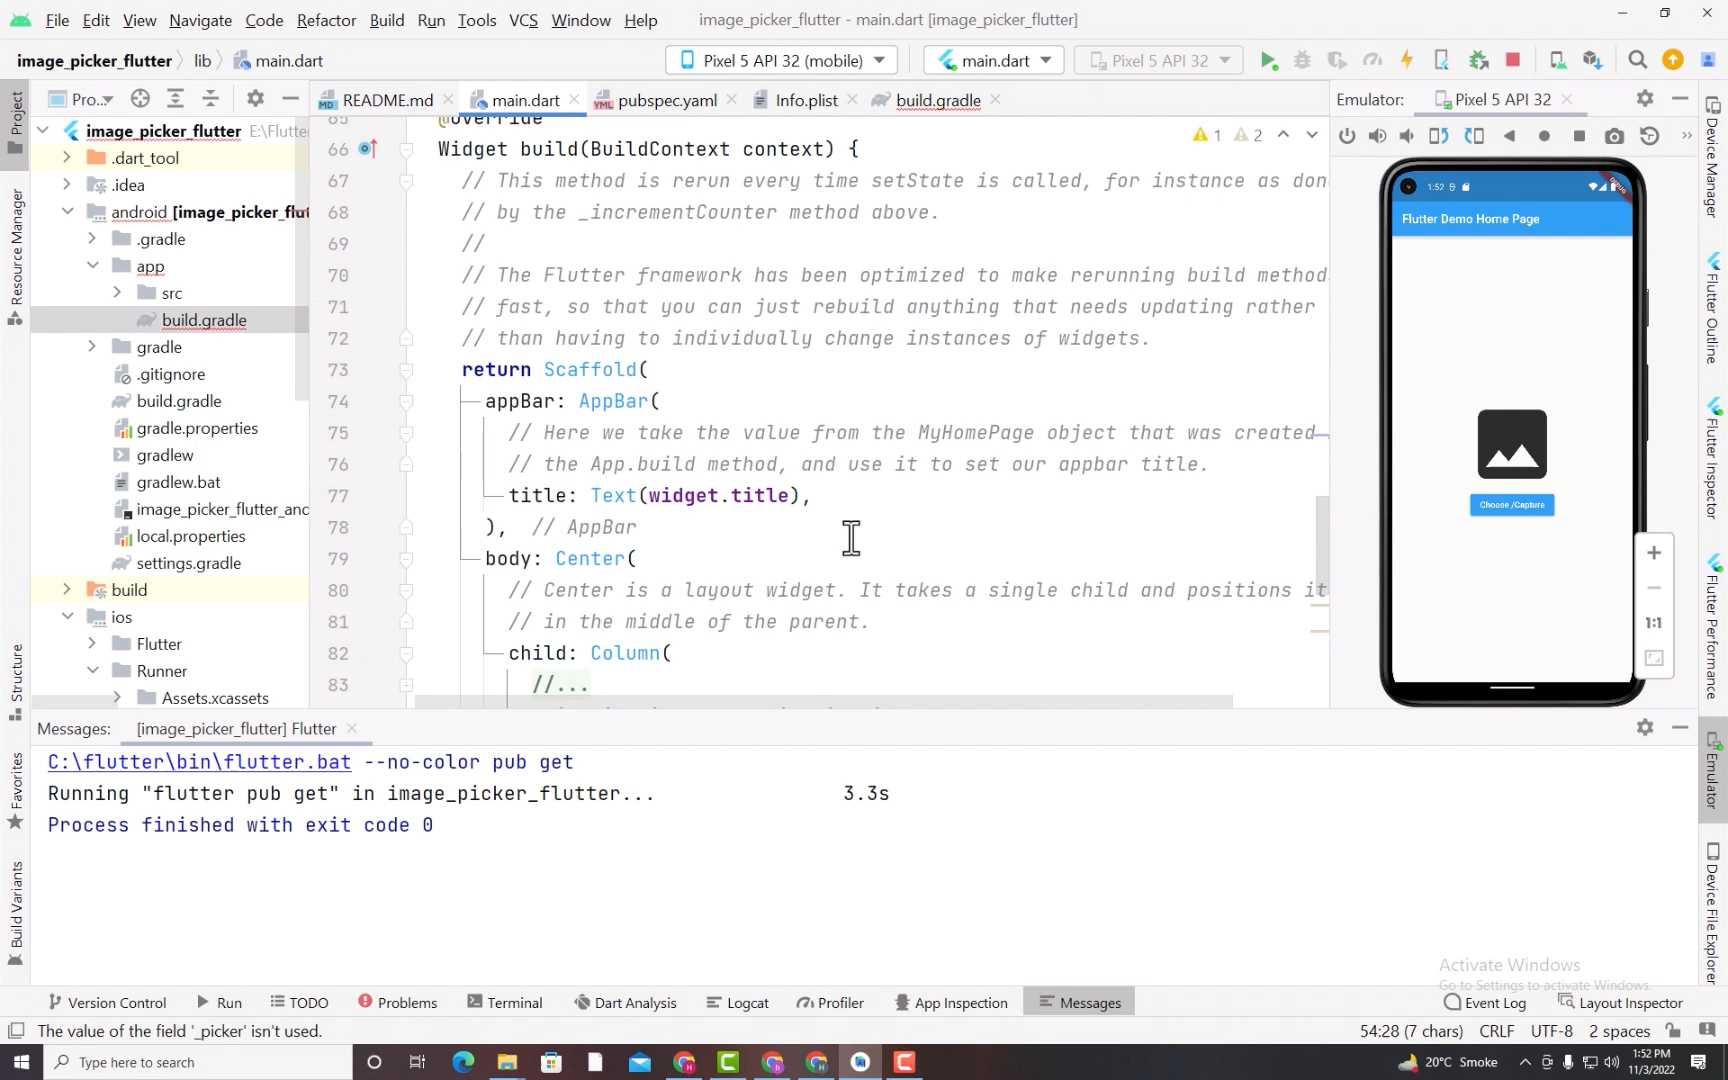 File Edit View Navigate Code Refactor Build Run Tools VCS Window Help image_picker_flutter - main.dart [image_picker_flutter]
image_picker_flutter lib main.dart Pixel 5 API 32 (mobile) main.dart Pixel 5 API 32
Pro... README.md main.dart pubspec.yaml Info.plist build.gradle Emulator: Pixel 5 API 32
Project
Resource Manager
Structure
Favorites
Build Variants
image_picker_flutter E:\Flutte
.dart_tool
.idea
android [image_picker_flut
.gradle
app
src
build.gradle
gradle
.gitignore
build.gradle
gradle.properties
gradlew
gradlew.bat
image_picker_flutter_anc
local.properties
settings.gradle
build
ios
Flutter
Runner
Assets.xcassets
65 @override
1 2
66 Widget build(BuildContext context) {
67 // This method is rerun every time setState is called, for instance as don
68 // by the _incrementCounter method above.
69 //
70 // The Flutter framework has been optimized to make rerunning build method
71 // fast, so that you can just rebuild anything that needs updating rather
72 // than having to individually change instances of widgets.
73 return Scaffold(
74 appBar: AppBar(
75 // Here we take the value from the MyHomePage object that was created
76 // the App.build method, and use it to set our appbar title.
77 title: Text(widget.title),
78 ), // AppBar
79 body: Center(
80 // Center is a layout widget. It takes a single child and positions it
81 // in the middle of the parent.
82 child: Column(
83 //...
1:52
DEBUG
Flutter Demo Home Page
Choose /Capture
1:1
Device Manager
Flutter Outline
Flutter Inspector
Flutter Performance
Emulator
Device File Explorer
Messages: [image_picker_flutter] Flutter
C:\flutter\bin\flutter.bat --no-color pub get
Running "flutter pub get" in image_picker_flutter... 3.3s
Process finished with exit code 0
Activate Windows
Go to Settings to activate Windows.
Version Control Run TODO Problems Terminal Dart Analysis Logcat Profiler App Inspection Messages Event Log Layout Inspector
The value of the field '_picker' isn't used. 54:28 (7 chars) CRLF UTF-8 2 spaces
Type here to search 20°C Smoke 1:52 PM
11/3/2022